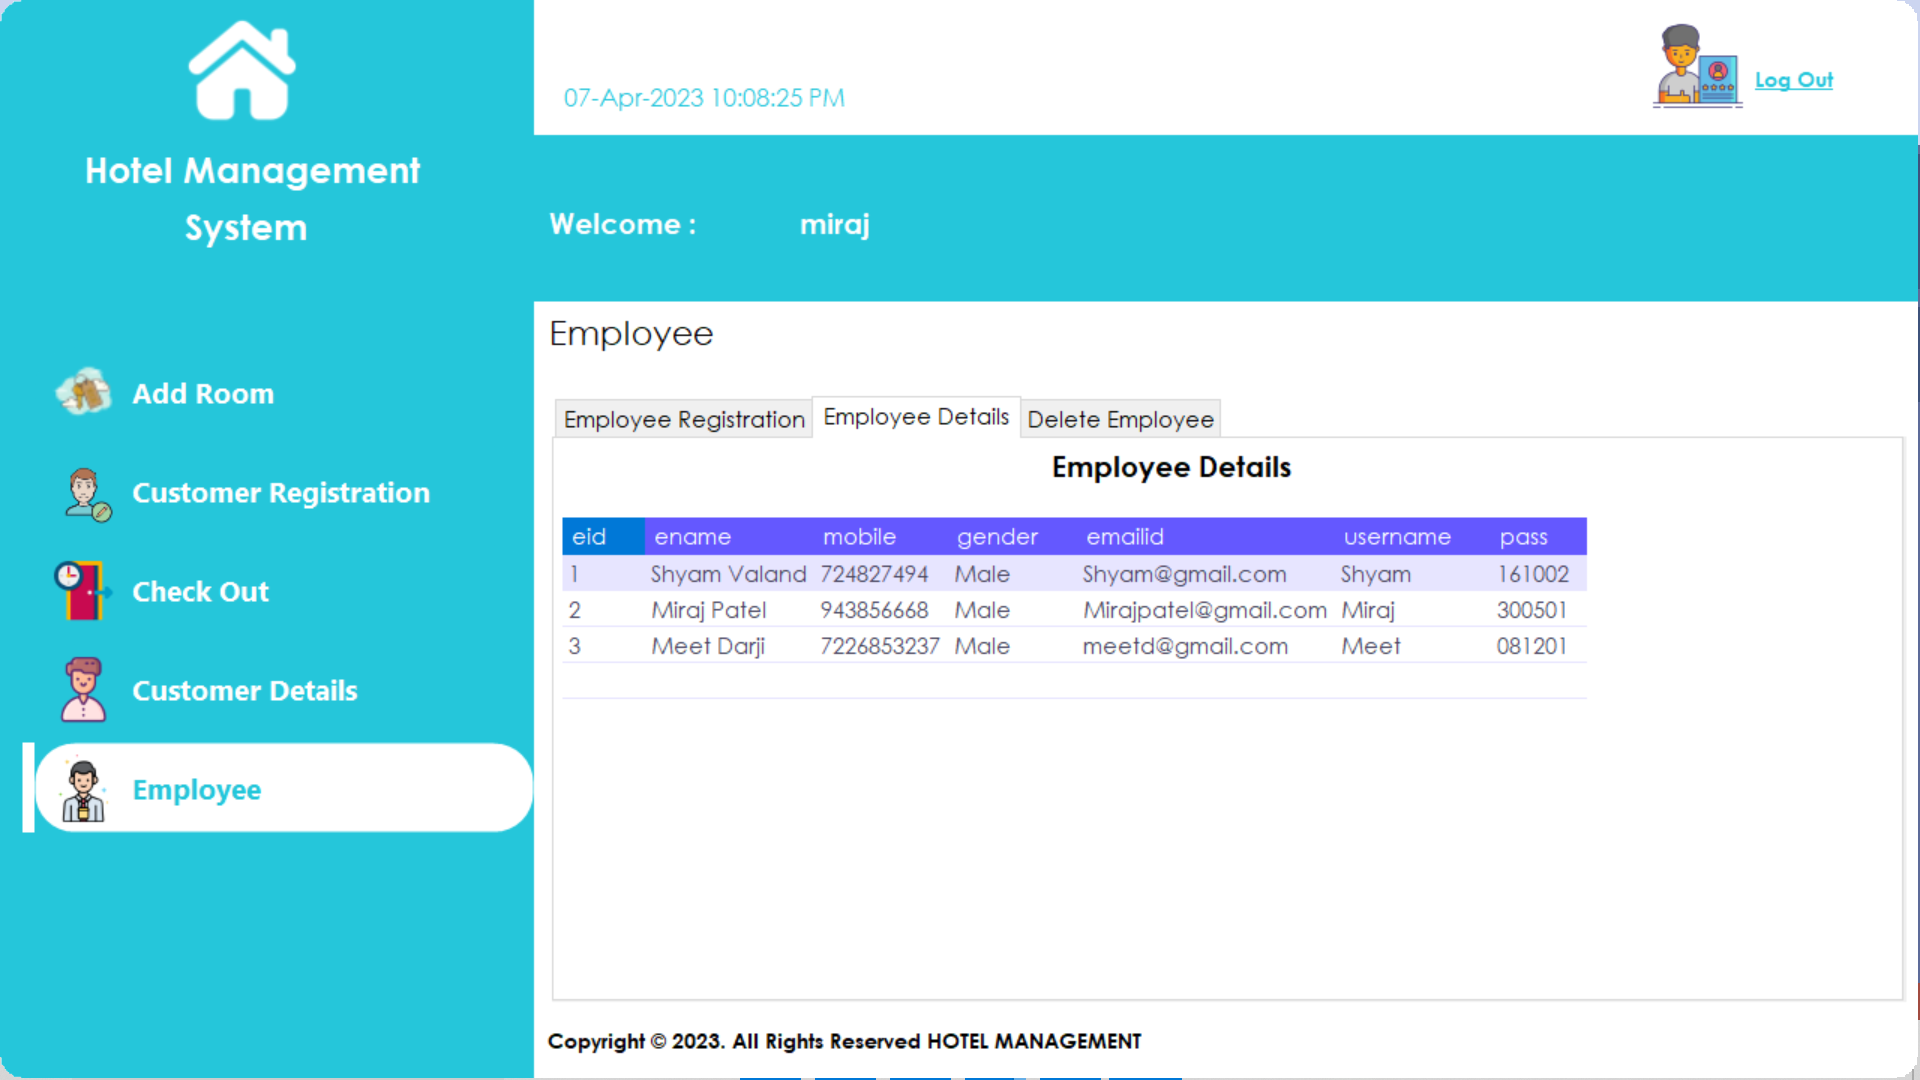 Hotel Management
System
Add Room
Customer Registration
Check Out
Customer Details
Employee
07-Apr-2023 10:08:25 PM
Log Out
Welcome : miraj
Employee
Employee Registration Employee Details Delete Employee
Employee Details
eid ename mobile gender emailid username pass
1 Shyam Valand 724827494 Male Shyam@gmail.com Shyam 161002
2 Miraj Patel 943856668 Male Mirajpatel@gmail.com Miraj 300501
3 Meet Darji 7226853237 Male meetd@gmail.com Meet 081201
Copyright © 2023. All Rights Reserved HOTEL MANAGEMENT